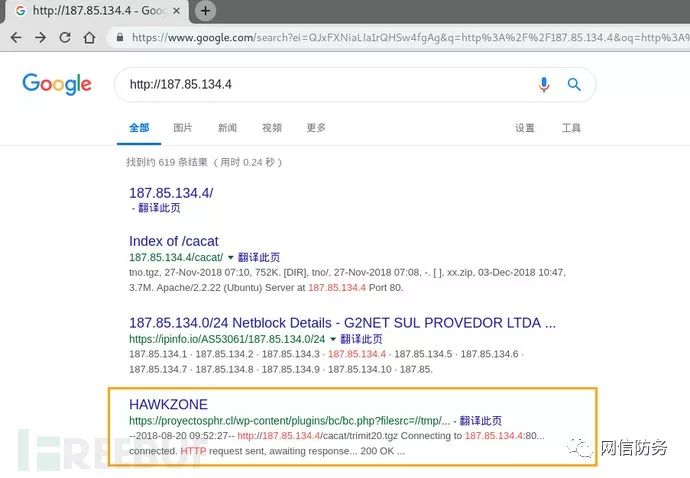 187.85.134.4 - Goog
https://www.google.com/search?ei=QJxFXNiaLIa1rQHSw4fgAg&q=http%3A%2F%2F187.85.134.4&oq=http%3A%
Google
http://187.85.134.4
全部 图片 新闻 视频 更多 设置 工具
找到约 619 条结果 （用时 0.24 秒）
187.85.134.4/
- 翻译此页
Index of /cacat
187.85.134.4/cacat/ 翻译此页
tno.tgz, 27-Nov-2018 07:10, 752K. [DIR], tno/, 27-Nov-2018 07:08, -. [ ], xx.zip, 03-Dec-2018 10:47,
3.7M. Apache/2.2.22 (Ubuntu) Server at 187.85.134.4 Port 80.
187.85.134.0/24 Netblock Details - G2NET SUL PROVEDOR LTDA ...
https://ipinfo.io/AS53061/187.85.134.0/24 翻译此页
187.85.134.1 · 187.85.134.2 · 187.85.134.3 · 187.85.134.4 · 187.85.134.5 · 187.85.134.6 ·
187.85.134.7 · 187.85.134.8 · 187.85.134.9 · 187.85.134.10 · 187.85.
HAWKZONE
https://proyectosphr.cl/wp-content/plugins/bc/bc.php?filesrc=//tmp/... - 翻译此页
--2018-08-20 09:52:27-- http://187.85.134.4/cacat/trimit20.tgz Connecting to 187.85.134.4:80...
connected. HTTP request sent, awaiting response... 200 OK ...
网信防务
FREEBUF